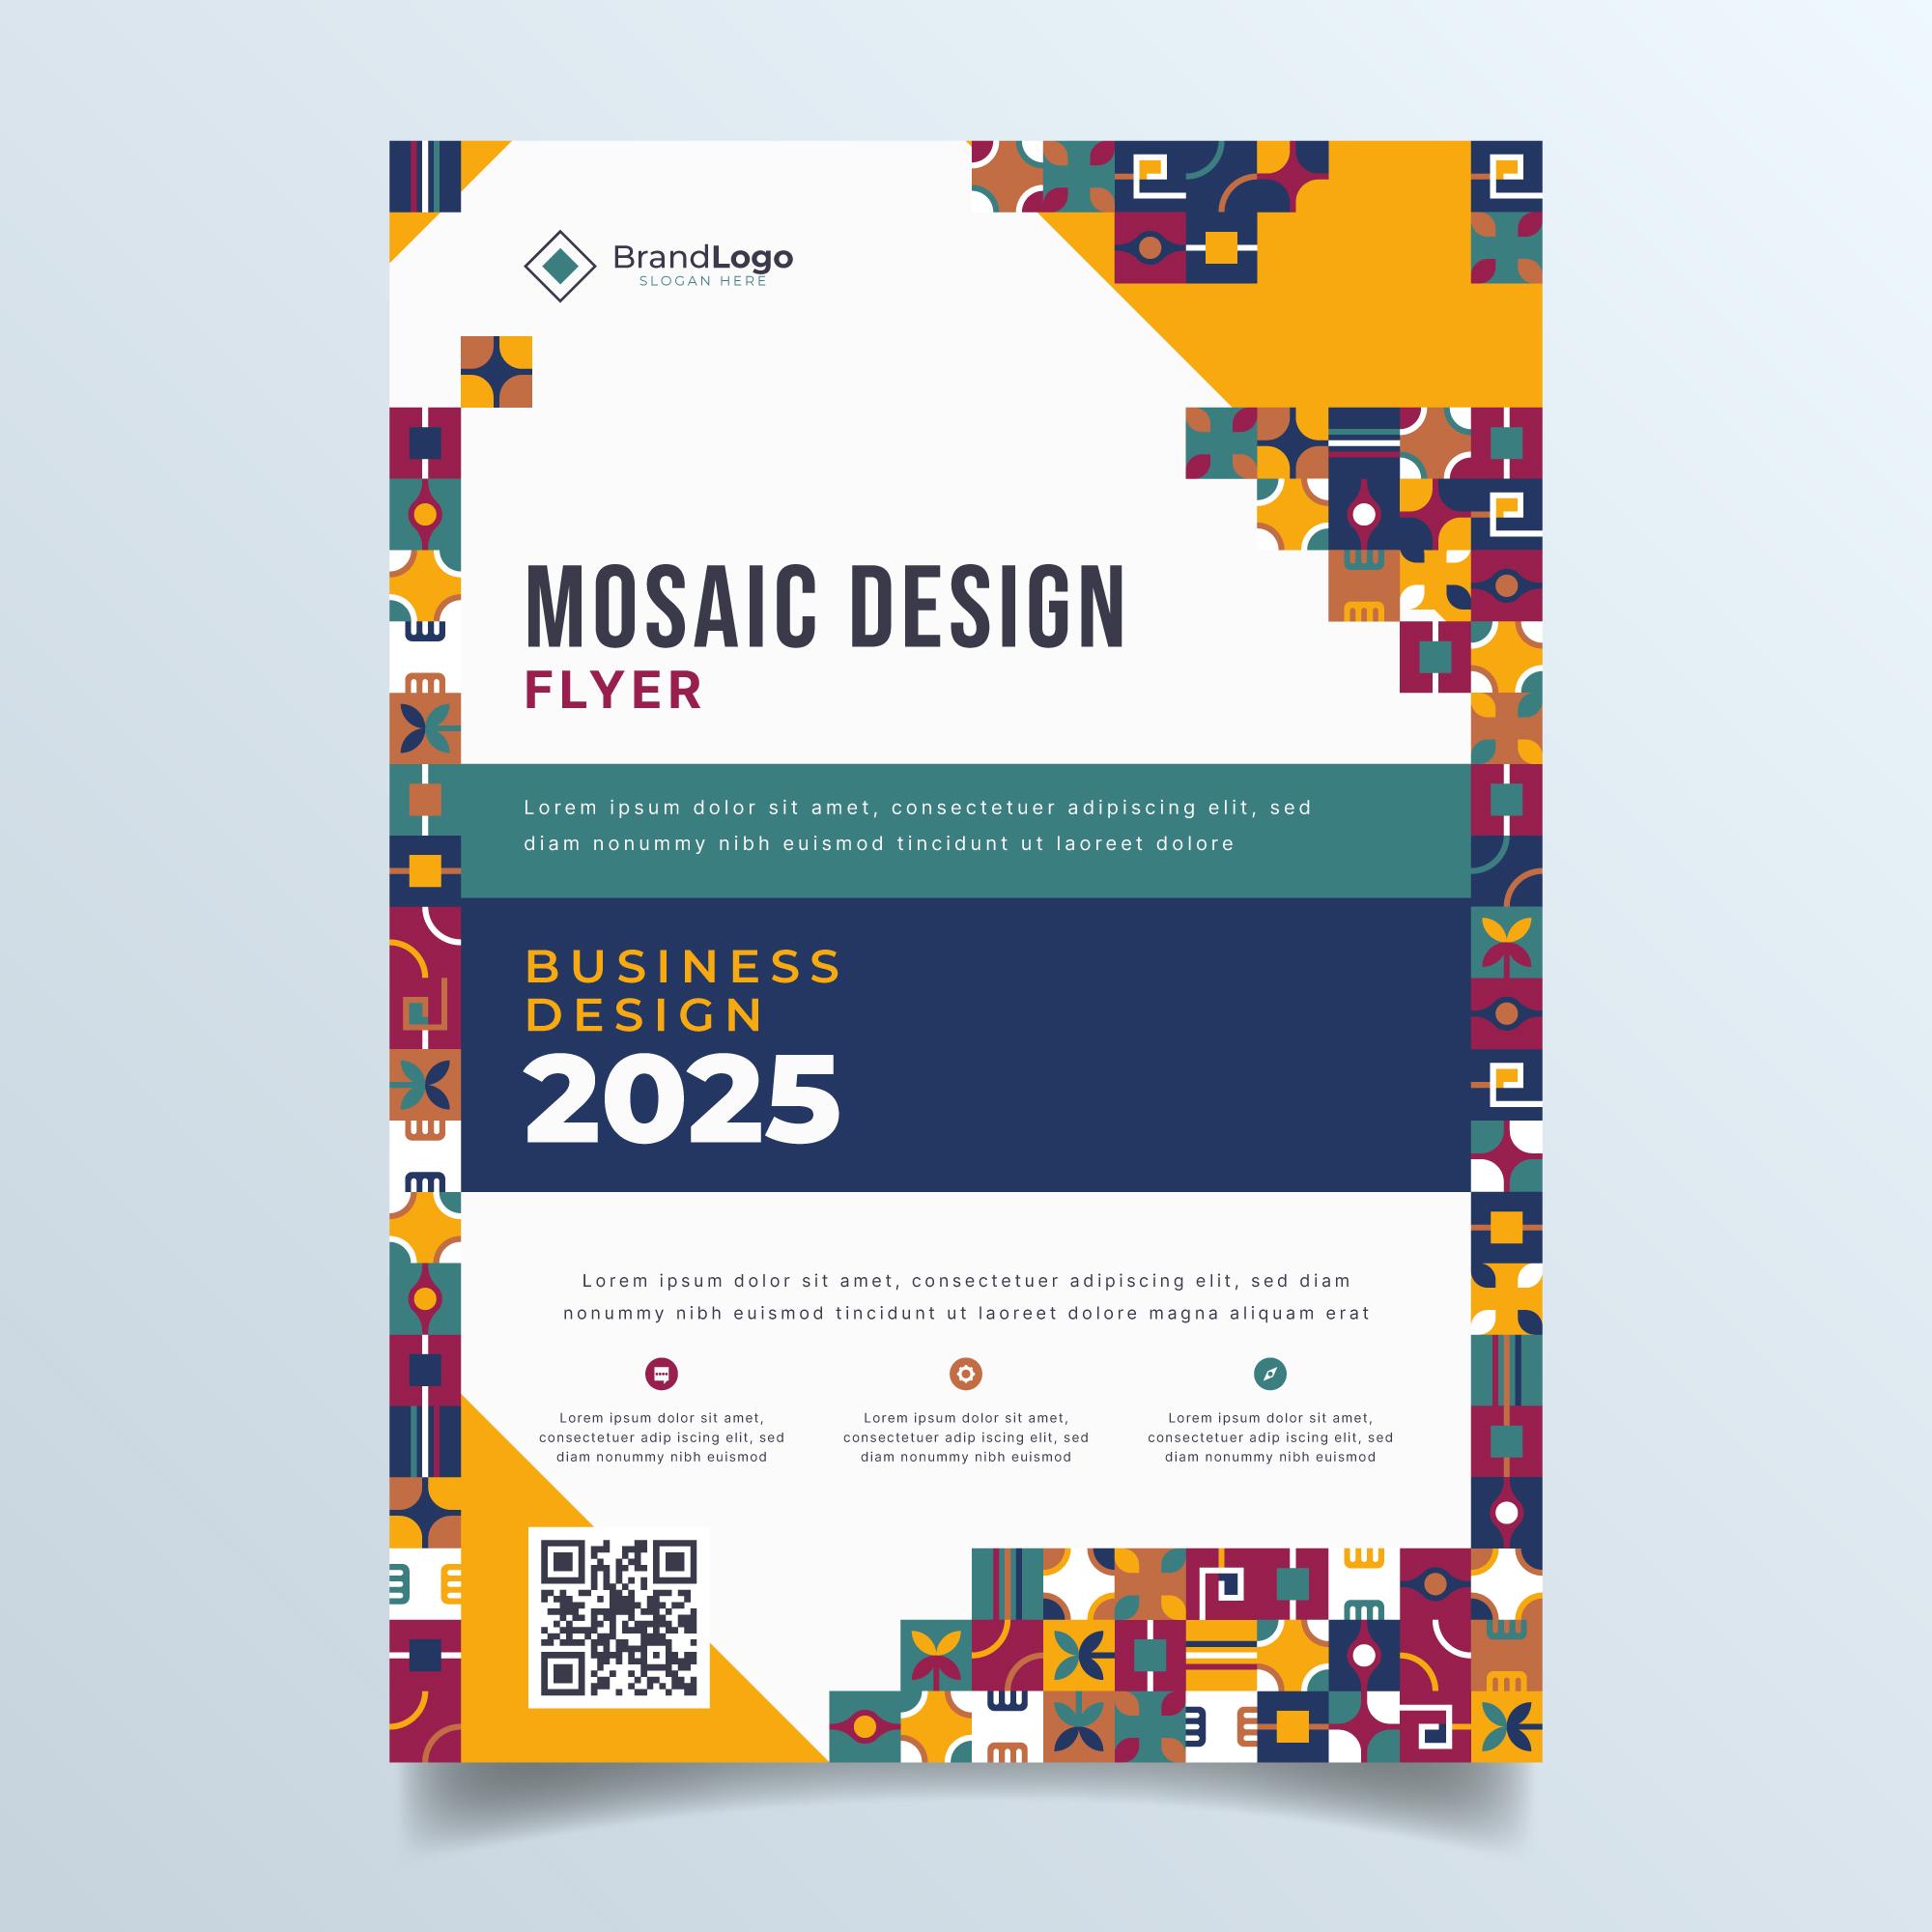 BrandLogo
SLOGAN HERE
MOSAIC DESIGN
FLYER
Lorem ipsum dolor sit amet, consectetuer adipiscing elit, sed
diam nonummy nibh euismod tincidunt ut laoreet dolore
BUSINESS
DESIGN
2025
Lorem ipsum dolor sit amet, consectetuer adipiscing elit, sed diam
nonummy nibh euismod tincidunt ut laoreet dolore magna aliquam erat
Lorem ipsum dolor sit amet,
consectetuer adip iscing elit, sed
diam nonummy nibh euismod
Lorem ipsum dolor sit amet,
consectetuer adip iscing elit, sed
diam nonummy nibh euismod
Lorem ipsum dolor sit amet,
consectetuer adip iscing elit, sed
diam nonummy nibh euismod